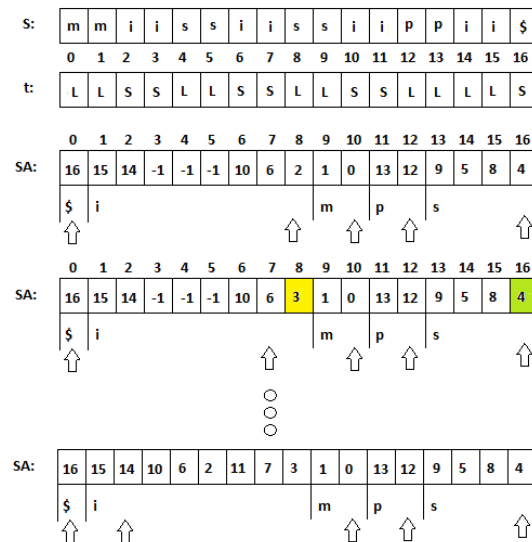 S: m m i i s s i i s s i i p p i i $
0 1 2 3 4 5 6 7 8 9 10 11 12 13 14 15 16
t: L L S S L L S S L L S S L L L L S
0 1 2 3 4 5 6 7 8 9 10 11 12 13 14 15 16
SA: 16 15 14 -1 -1 -1 10 6 2 1 0 13 12 9 5 8 4
$ i m p s
0 1 2 3 4 5 6 7 8 9 10 11 12 13 14 15 16
SA: 16 15 14 -1 -1 -1 10 6 3 1 0 13 12 9 5 8 4
$ i m p s
SA: 16 15 14 10 6 2 11 7 3 1 0 13 12 9 5 8 4
$ i m p s